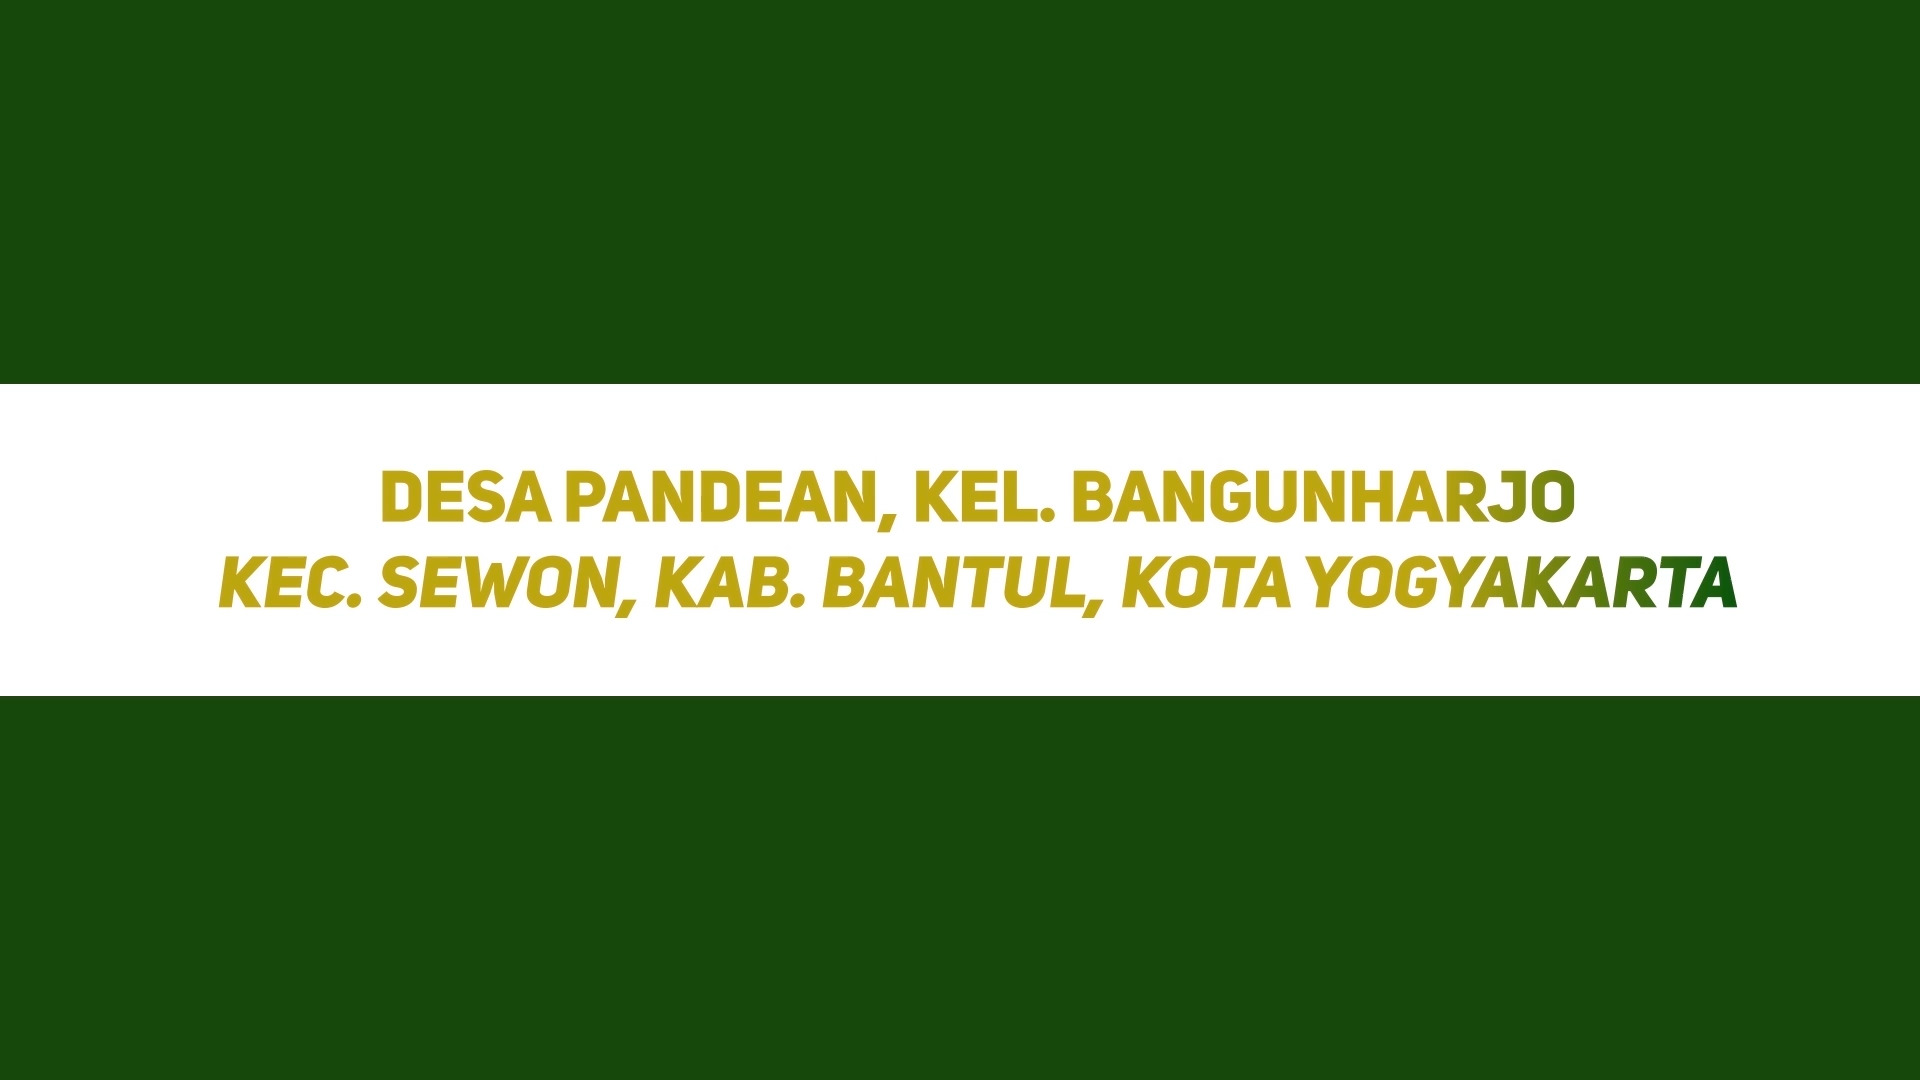 DESA PANDEAN, KEL. BANGUNHARJO
KEC. SEWON, KAB. BANTUL, KOTA YOGYAKARTA